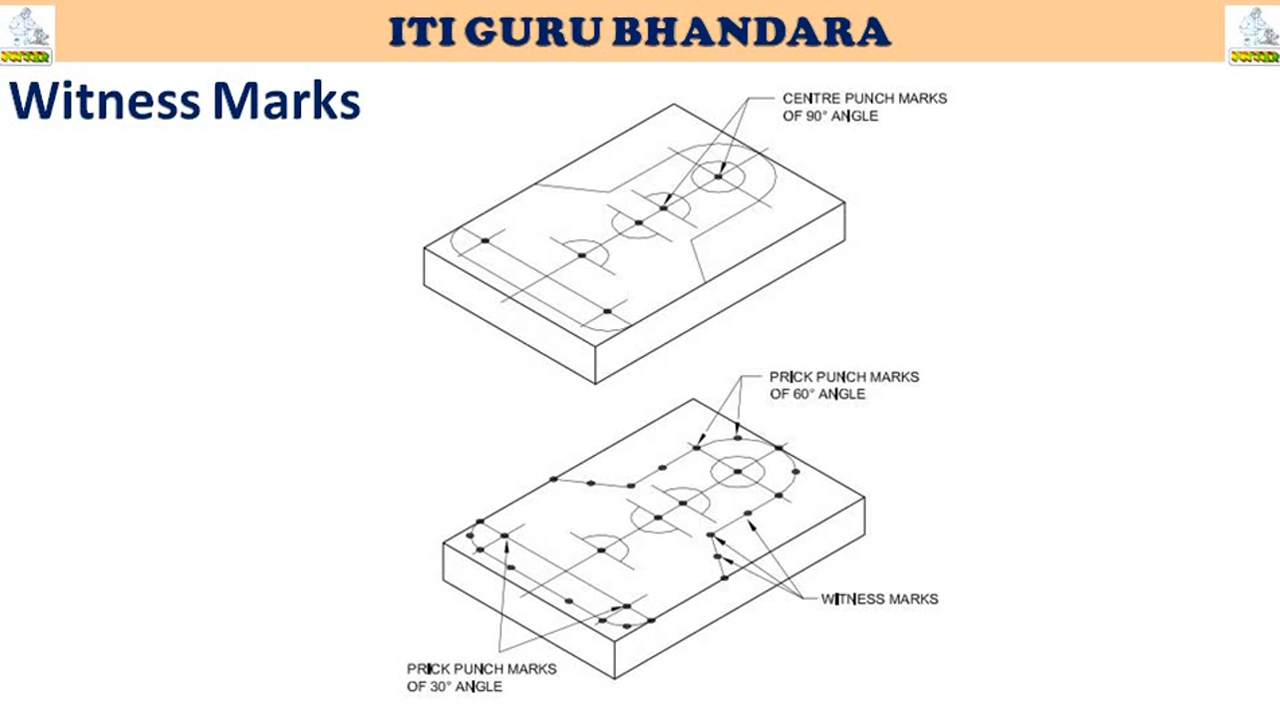 ITI GURU BHANDARA
Witness Marks
CENTRE PUNCH MARKS
OF 90° ANGLE
PRICK PUNCH MARKS
OF 60° ANGLE
WITNESS MARKS
PRICK PUNCH MARKS
OF 30° ANGLE